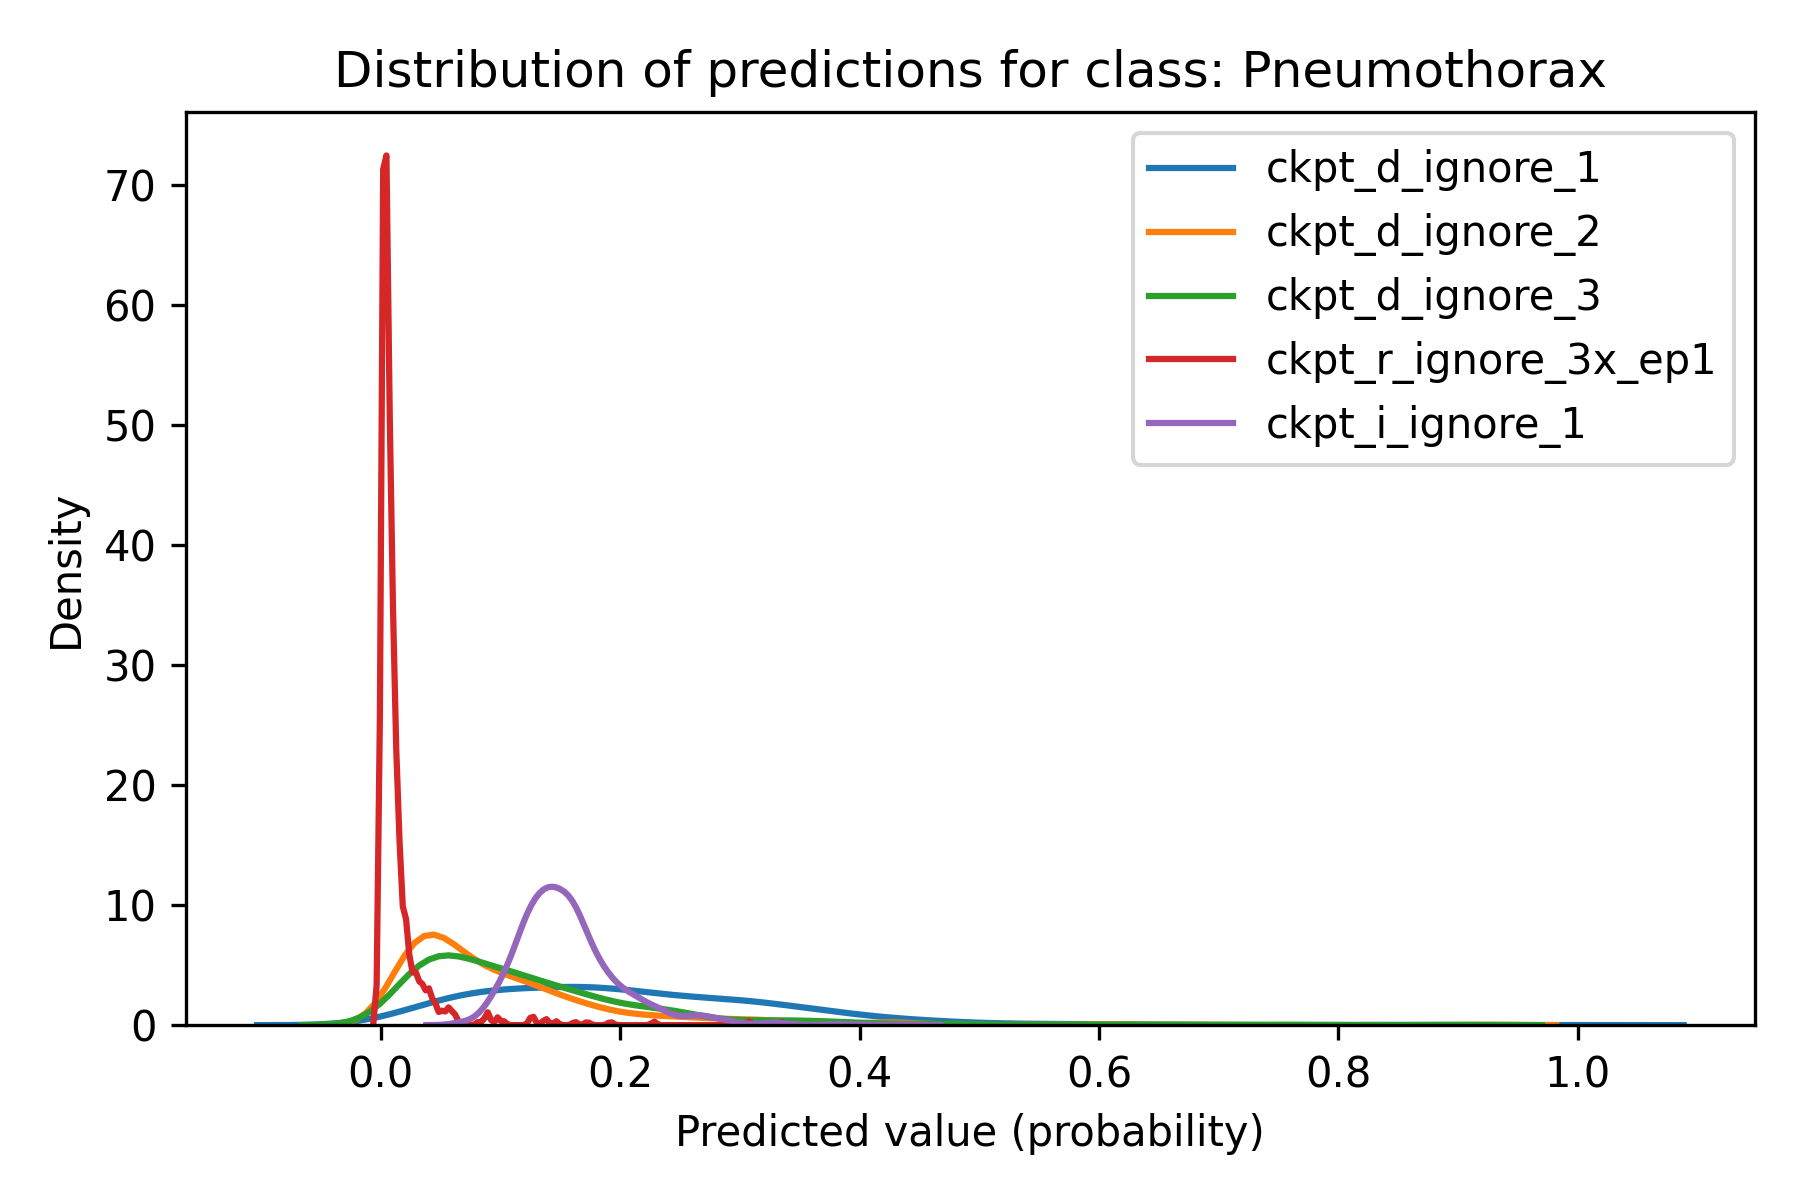 Distribution of predictions for class: Pneumothorax
ckpt_d_ignore_1
ckpt_d_ignore_2
ckpt_d_ignore_3
ckpt_r_ignore_3x_ep1
ckpt_i_ignore_1
Density
70
60
50
40
30
20
10
0
0.0 0.2 0.4 0.6 0.8 1.0
Predicted value (probability)